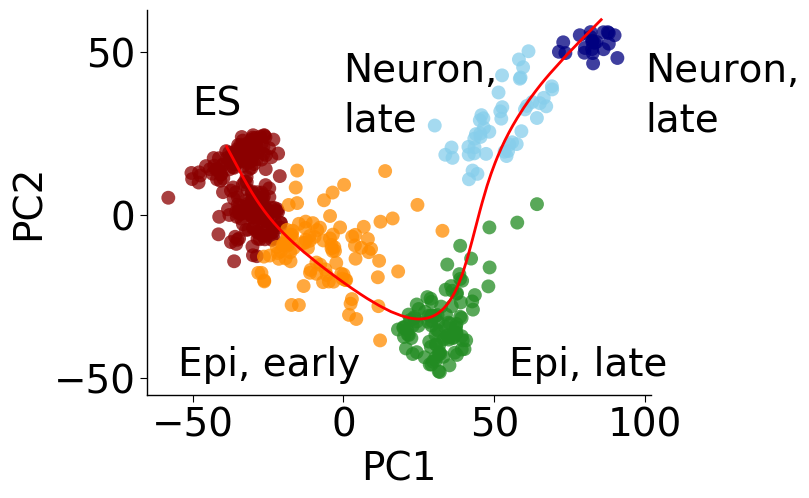 50
Neuron,
Neuron,
ES
late
late
PC2
0
Epi, early
Epi, late
−50
−50
0
50
100
PC1